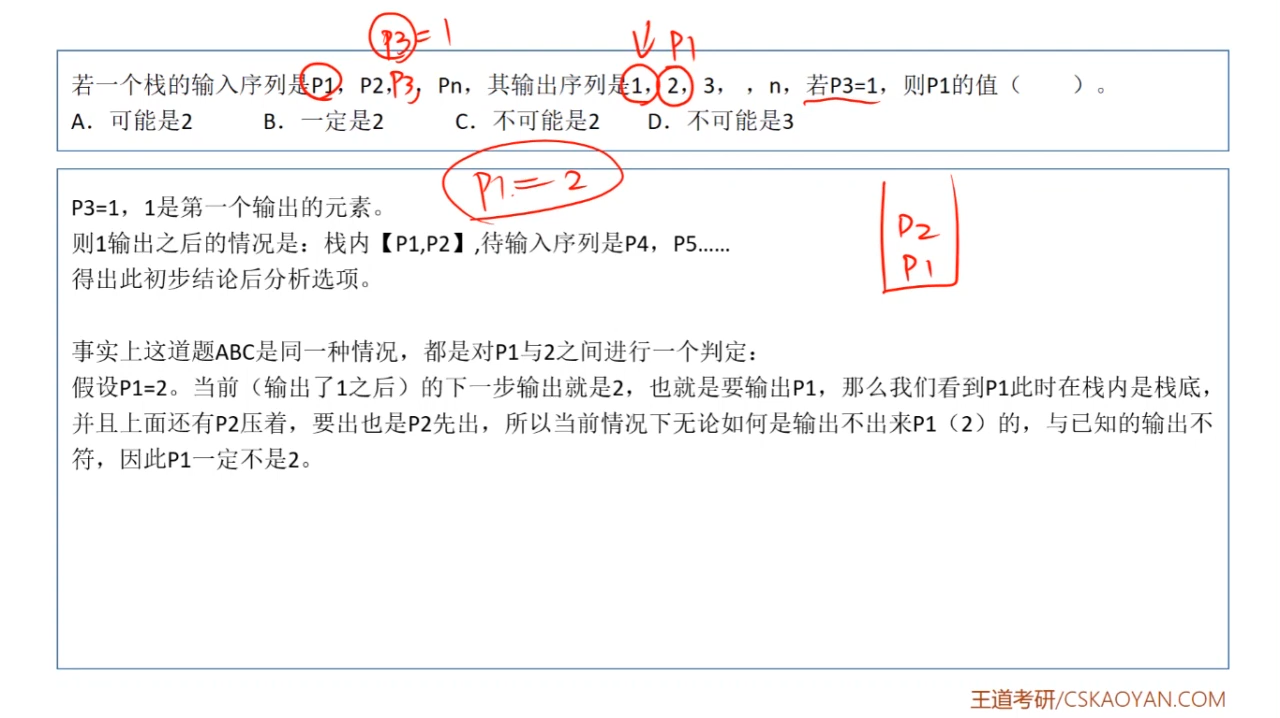 P3=1
P1
若一个栈的输入序列是P1，P2，P3，Pn，其输出序列是1，2，3，，n，若P3=1，则P1的值（ ）。
A．可能是2 B．一定是2 C．不可能是2 D．不可能是3
P1=2
P3=1，1是第一个输出的元素。
则1输出之后的情况是：栈内【P1,P2】,待输入序列是P4，P5……
得出此初步结论后分析选项。
P2
P1
事实上这道题ABC是同一种情况，都是对P1与2之间进行一个判定：
假设P1=2。当前（输出了1之后）的下一步输出就是2，也就是要输出P1，那么我们看到P1此时在栈内是栈底，
并且上面还有P2压着，要出也是P2先出，所以当前情况下无论如何是输出不出来P1（2）的，与已知的输出不
符，因此P1一定不是2。
王道考研/CSKAOYAN.COM